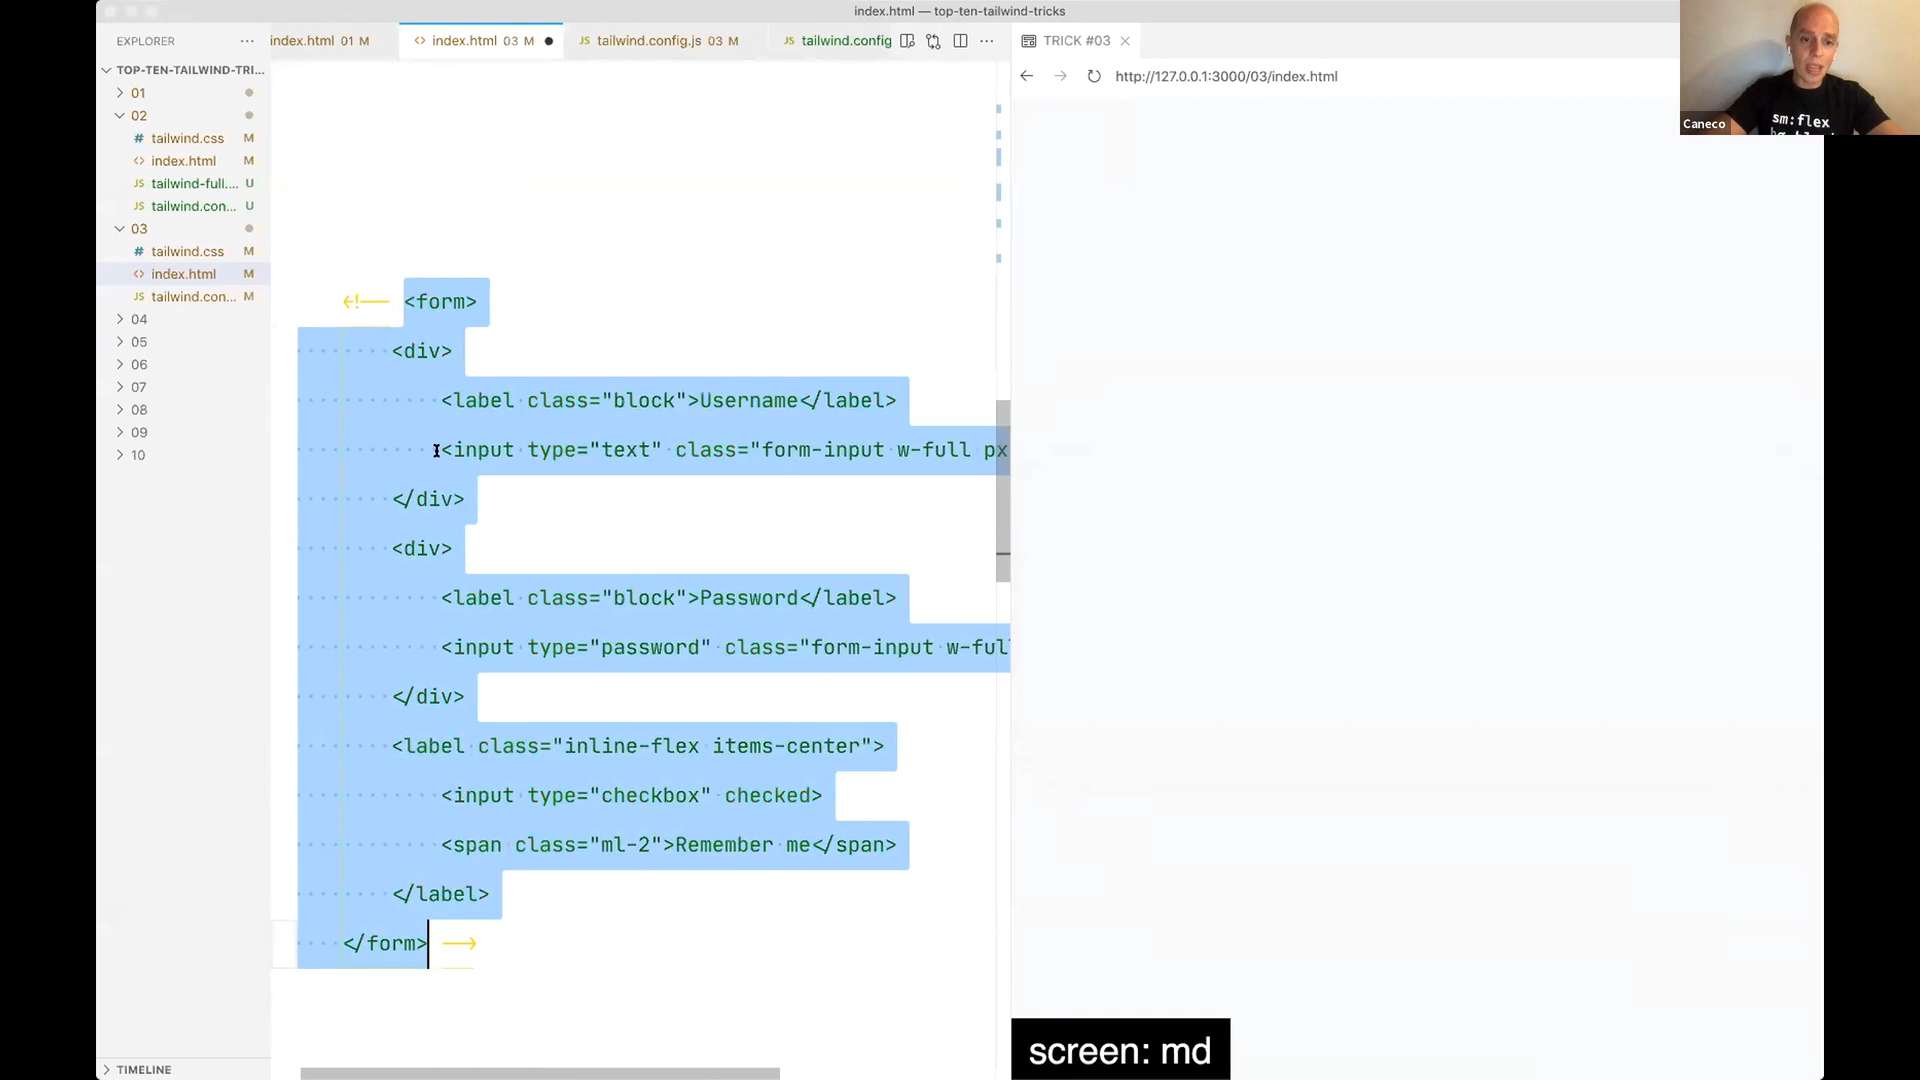 index.html — top-ten-tailwind-tricks
EXPLORER
index.html 01 M
index.html 03 M
tailwind.config.js 03 M
tailwind.config
TRICK #03
TOP-TEN-TAILWIND-TRI...
http://127.0.0.1:3000/03/index.html
01
02
tailwind.css M
index.html M
tailwind-full.... U
tailwind.con... U
03
tailwind.css M
index.html M
tailwind.con... M
04
05
06
07
08
09
10
TIMELINE
<!-- <form>
<div>
<label class="block">Username</label>
<input type="text" class="form-input w-full px
</div>
<div>
<label class="block">Password</label>
<input type="password" class="form-input w-ful
</div>
<label class="inline-flex items-center">
<input type="checkbox" checked>
<span class="ml-2">Remember me</span>
</label>
</form> -->
screen: md
sm:flex
Caneco